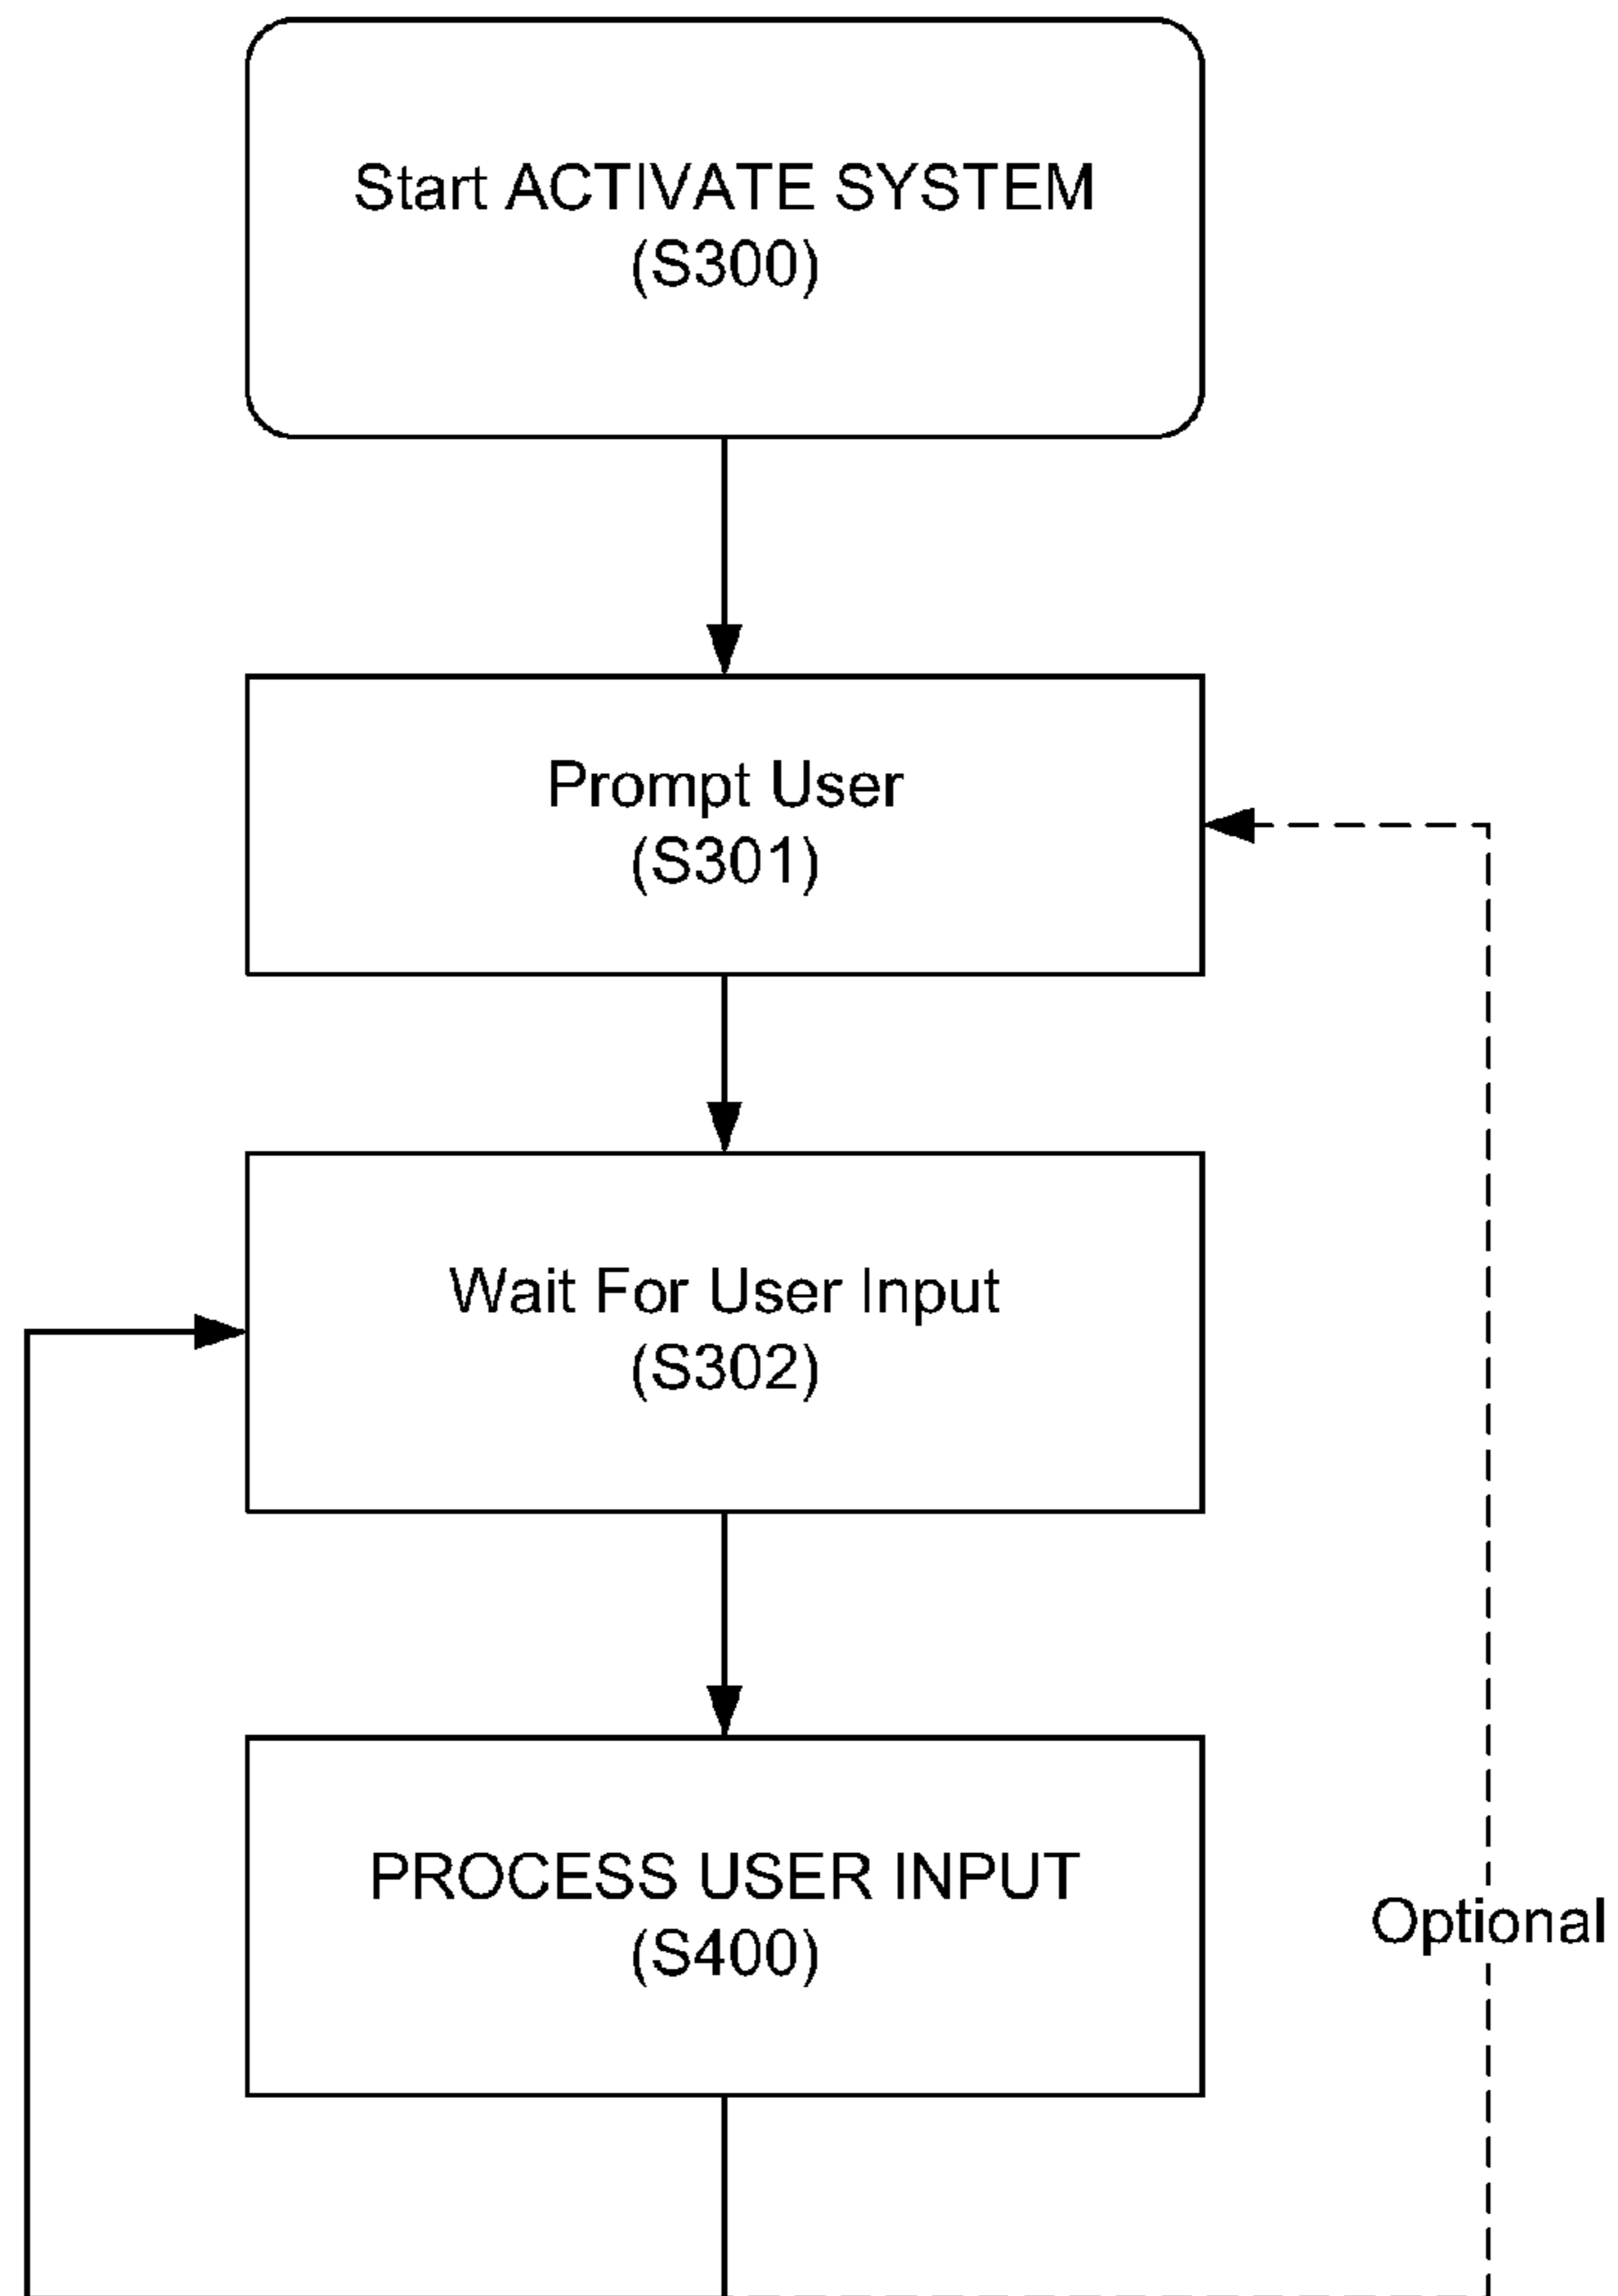 Start ACTIVATE SYSTEM
(S300)
Prompt User
(S301)
Wait For User Input
(S302)
PROCESS USER INPUT
(S400)
Optional